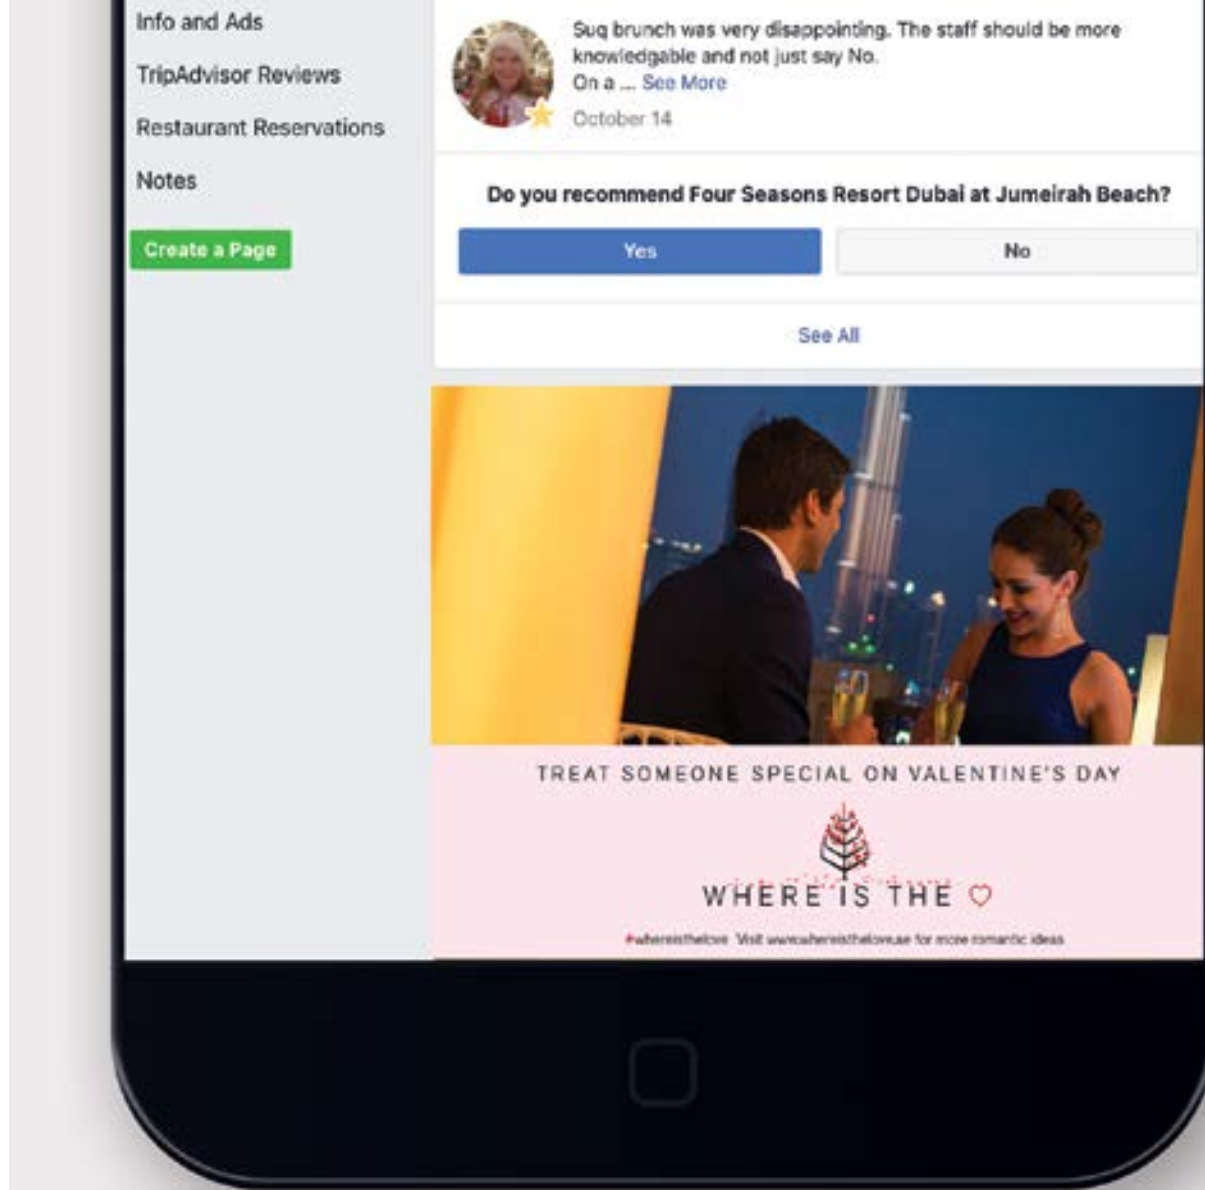 Info and Ads
TripAdvisor Reviews
Restaurant Reservations
Notes
Create a Page
Suq brunch was very disappointing. The staff should be more
knowledgable and not just say No.
On a ... See More
October 14
Do you recommend Four Seasons Resort Dubai at Jumeirah Beach?
Yes
No
See All
TREAT SOMEONE SPECIAL ON VALENTINE'S DAY
WHERE IS THE ♡
#whereisthelove Visit www.whereisthelove.ae for more romantic ideas